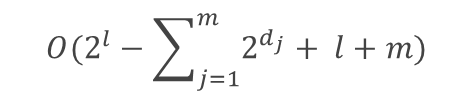 O(2^l − ∑_{j=1}^{m} 2^{d_j} + l + m)